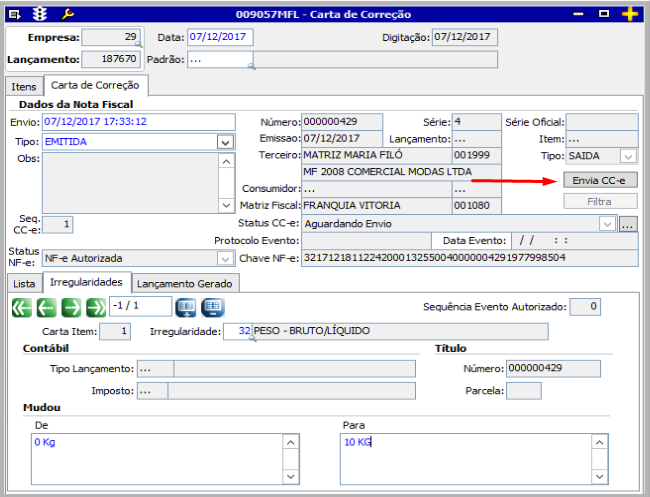 009057MFL - Carta de Correção
Empresa: 29 Data: 07/12/2017 Digitação: 07/12/2017
Lançamento: 187670 Padrão: ...
Itens Carta de Correção
Dados da Nota Fiscal
Envio: 07/12/2017 17:33:12 Número: 000000429 Série: 4 Série Oficial:
Tipo: EMITIDA Emissao: 07/12/2017 Lançamento: ... Item: ...
Obs: Terceiro: MATRIZ MARIA FILÓ 001999 Tipo: SAIDA
MF 2008 COMERCIAL MODAS LTDA Envia CC-e
Consumidor: ... ...
Matriz Fiscal: FRANQUIA VITORIA 001080 Filtra
Seq. CC-e: 1 Status CC-e: Aguardando Envio ...
Protocolo Evento: Data Evento: / / : :
Status NF-e: NF-e Autorizada Chave NF-e: 32171218112242000132550040000004291977998504
Lista Irregularidades Lançamento Gerado
-1 / 1 Sequência Evento Autorizado: 0
Carta Item: 1 Irregularidade: 32 PESO - BRUTO/LÍQUIDO
Contábil Título
Tipo Lançamento: ... Número: 000000429
Imposto: ... Parcela:
Mudou
De Para
0 Kg 10 KG